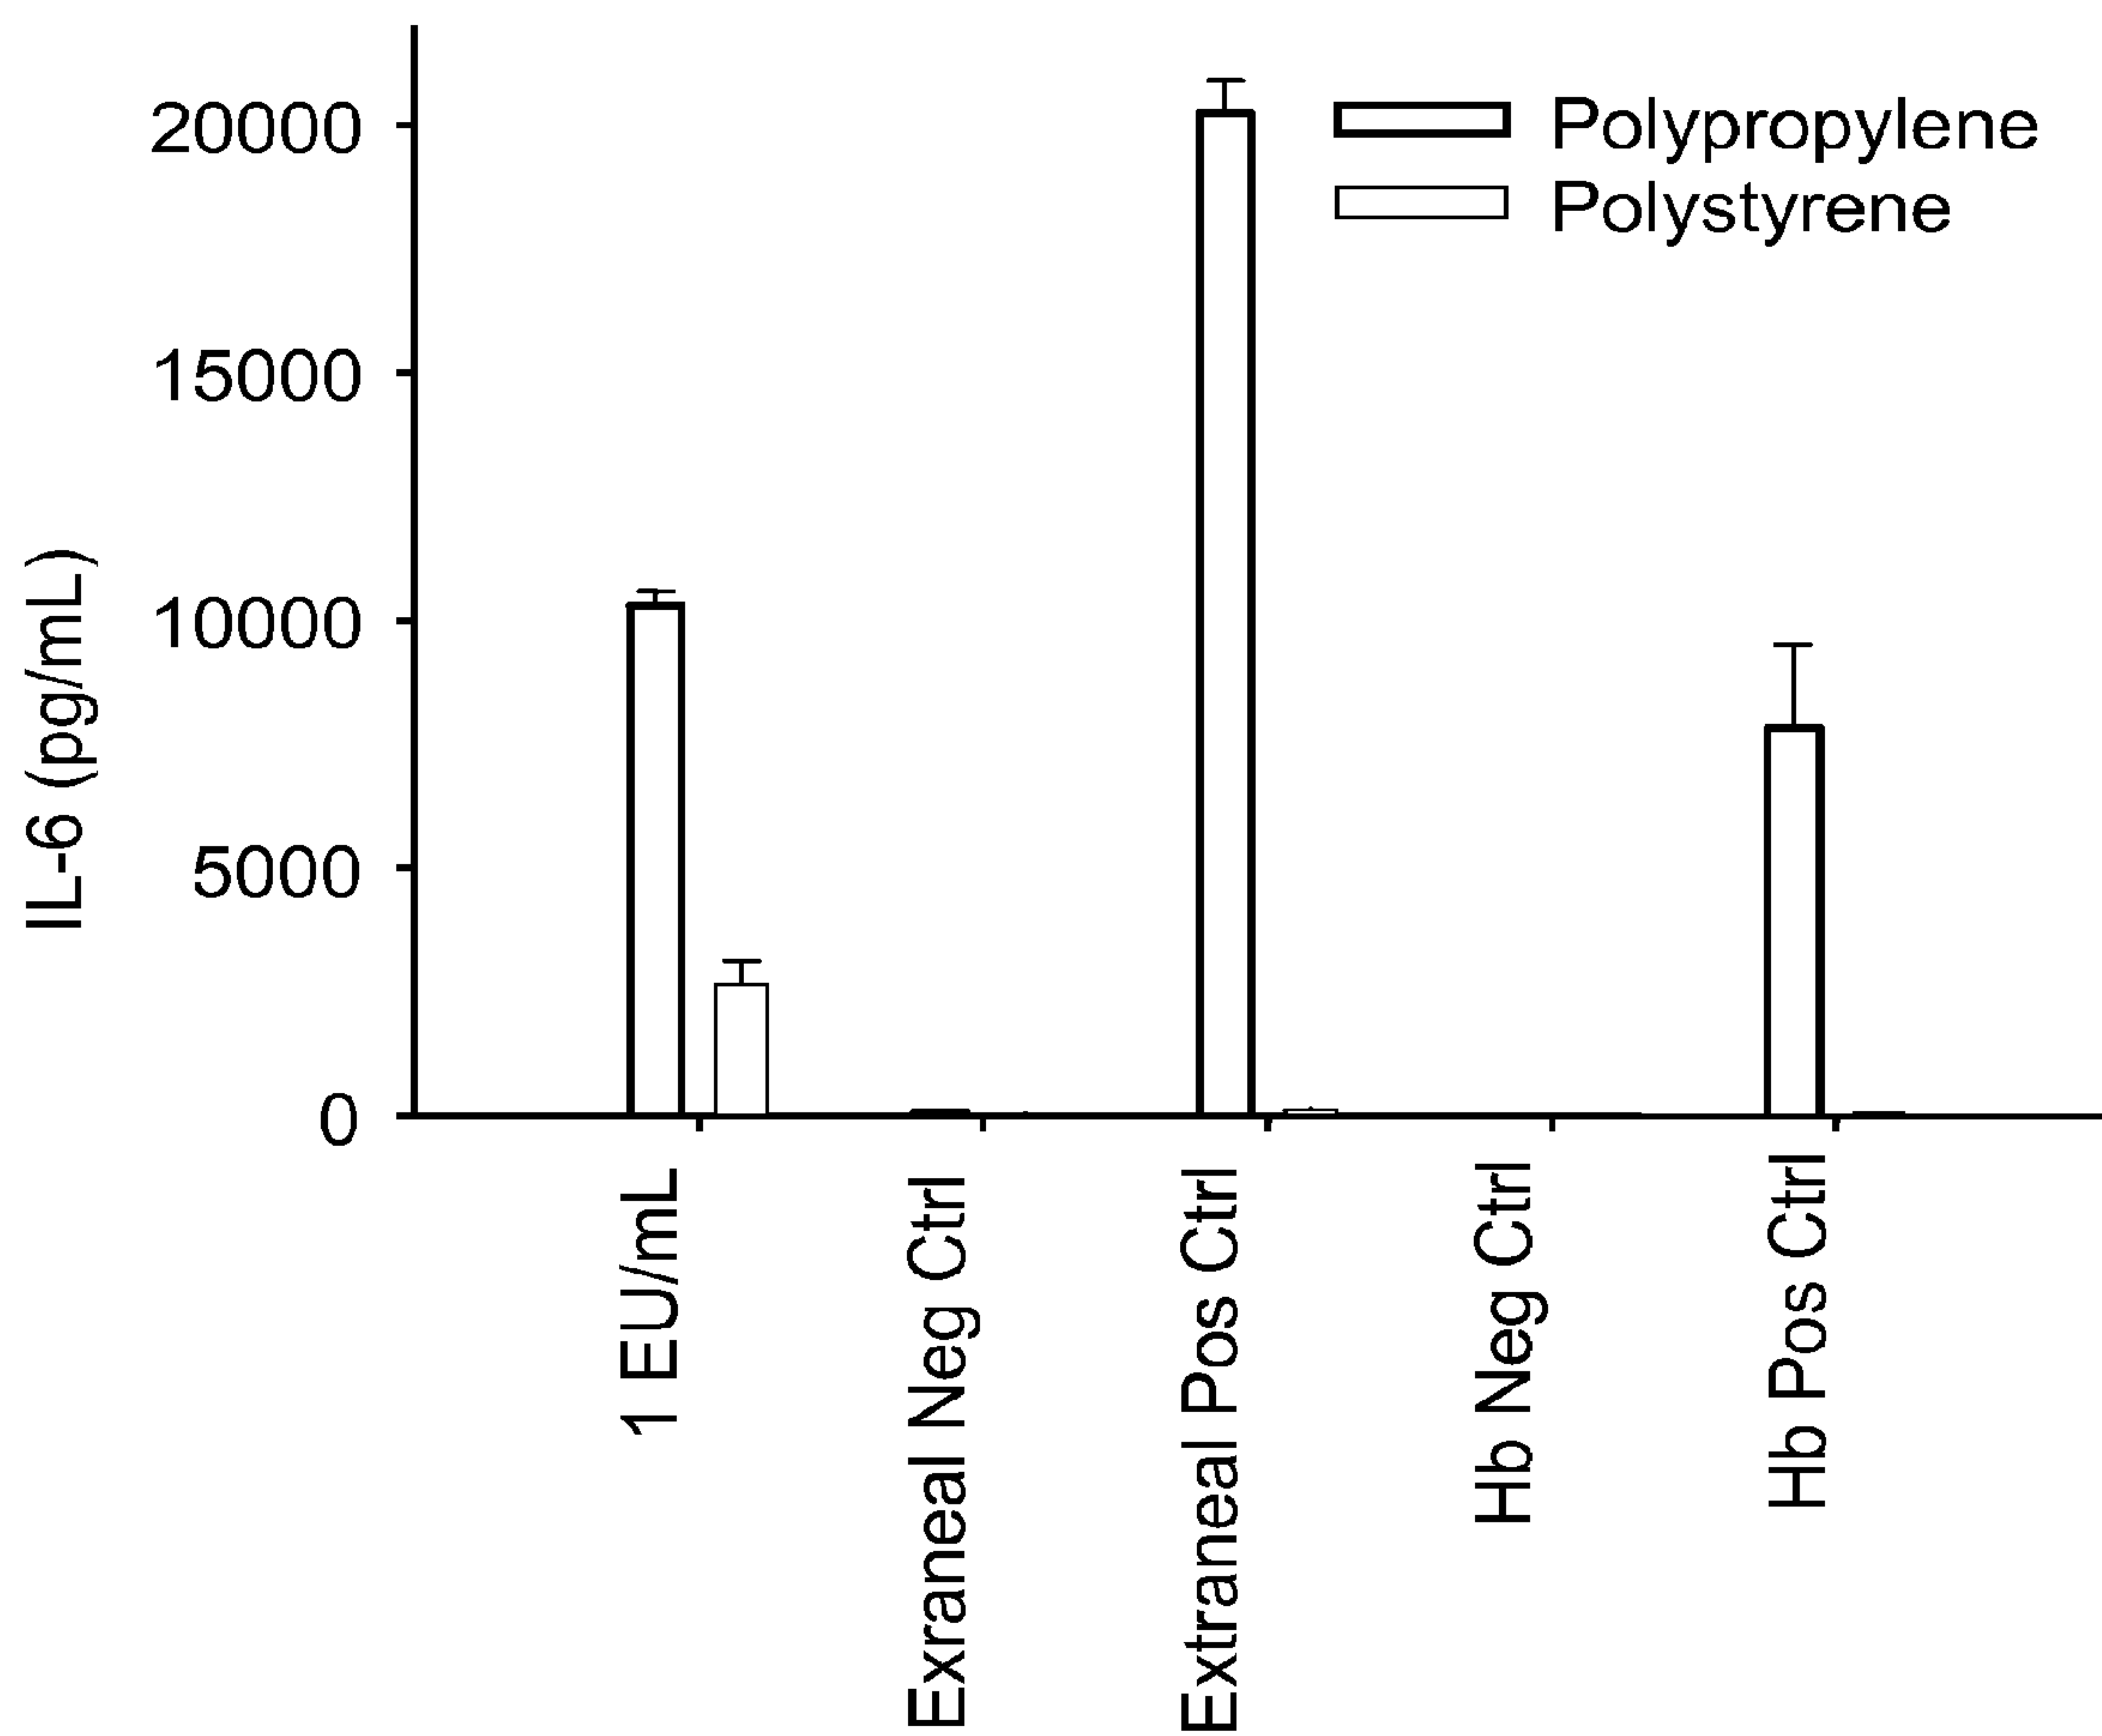 IL-6 (pg/mL)
20000
15000
10000
5000
0
Polypropylene
Polystyrene
1 EU/mL
Exraneal Neg Ctrl
Extraneal Pos Ctrl
Hb Neg Ctrl
Hb Pos Ctrl